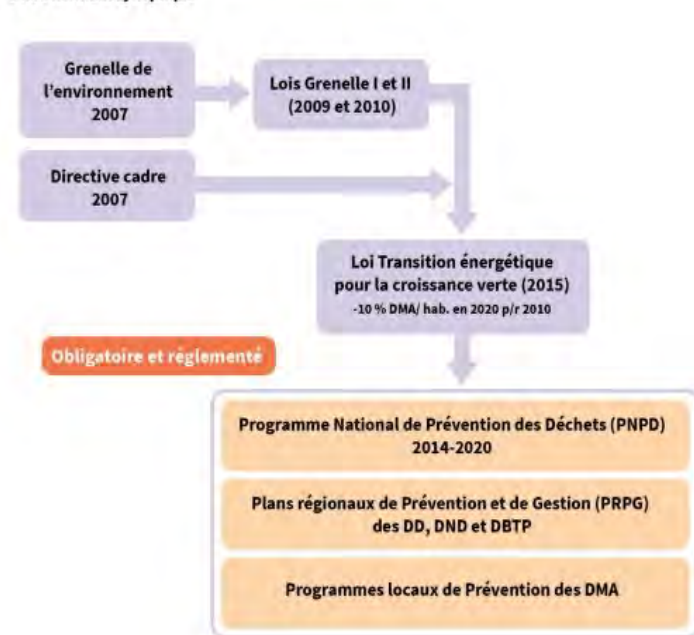 Grenelle de
l'environnement
2007
Lois Grenelle I et II
(2009 et 2010)
Directive cadre
2007
Loi Transition énergétique
pour la croissance verte (2015)
-10 % DMA/ hab. en 2020 p/r 2010
Obligatoire et réglementé
Programme National de Prévention des Déchets (PNPD)
2014-2020
Plans régionaux de Prévention et de Gestion (PRPG)
des DD, DND et DBTP
Programmes locaux de Prévention des DMA